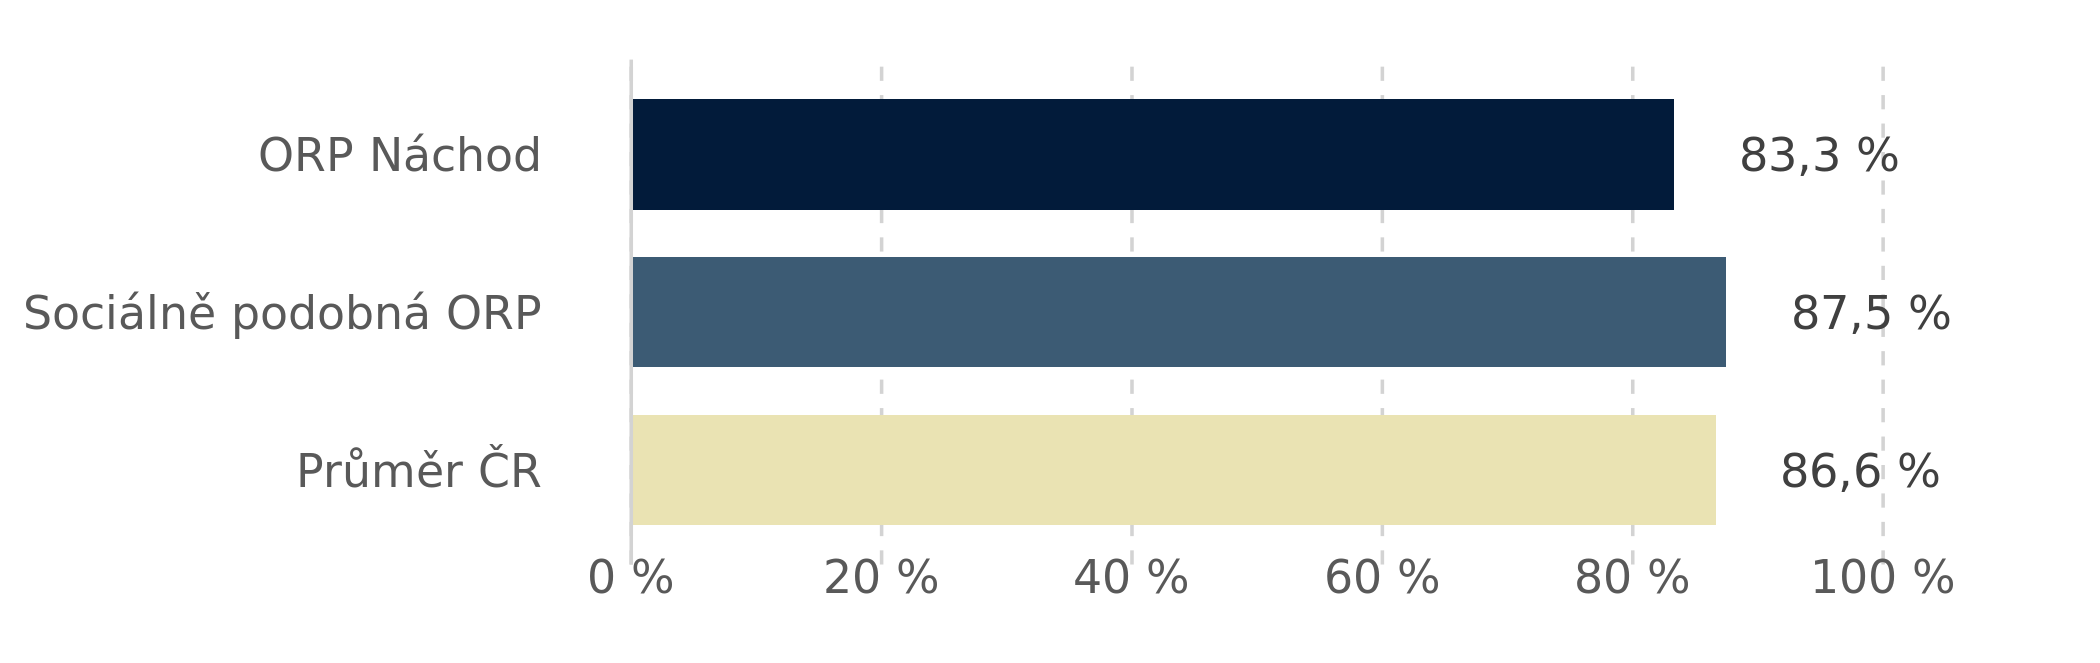 ORP Náchod 83,3 %
Sociálně podobná ORP 87,5 %
Průměr ČR 86,6 %
0 % 20 % 40 % 60 % 80 % 100 %